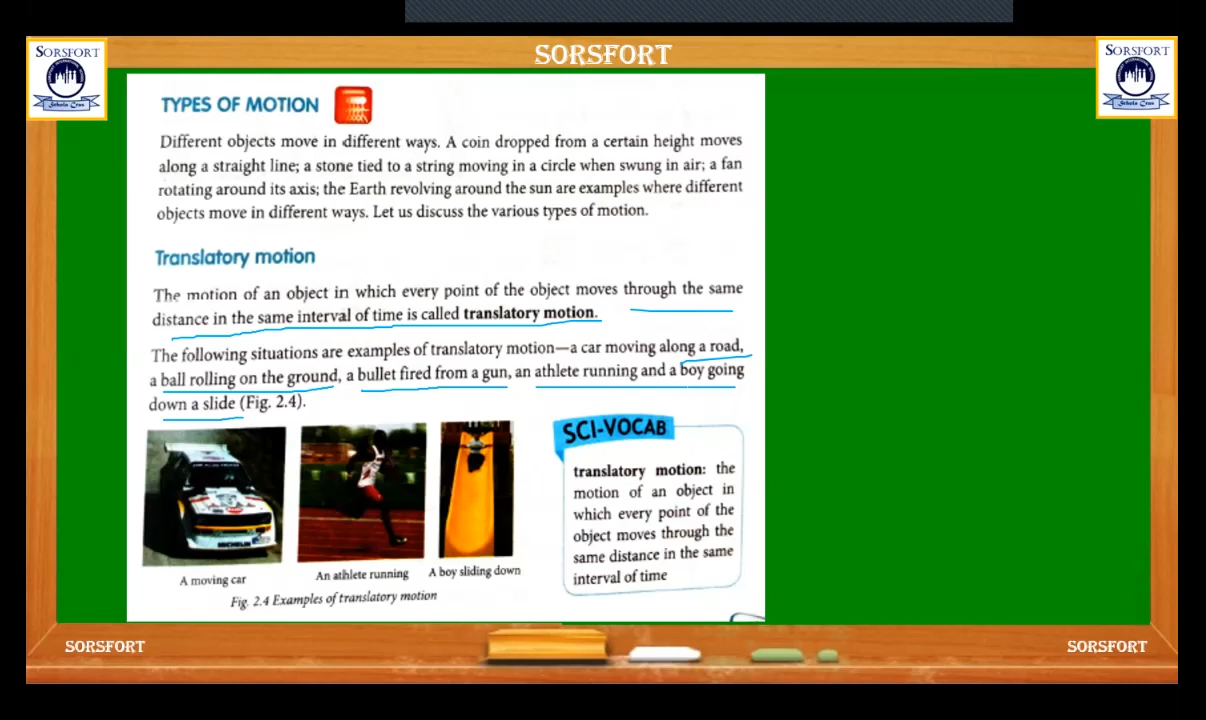 SORSFORT
SORSFORT
SORSFORT
Schola Crus
Schola Crus
TYPES OF MOTION
Different objects move in different ways. A coin dropped from a certain height moves
along a straight line; a stone tied to a string moving in a circle when swung in air; a fan
rotating around its axis; the Earth revolving around the sun are examples where different
objects move in different ways. Let us discuss the various types of motion.
Translatory motion
The motion of an object in which every point of the object moves through the same
distance in the same interval of time is called translatory motion.
The following situations are examples of translatory motion—a car moving along a road,
a ball rolling on the ground, a bullet fired from a gun, an athlete running and a boy going
down a slide (Fig. 2.4).
SCI-VOCAB
translatory motion: the
motion of an object in
which every point of the
object moves through the
same distance in the same
interval of time
MICHELIN
A moving car
An athlete running
A boy sliding down
Fig. 2.4 Examples of translatory motion
SORSFORT
SORSFORT